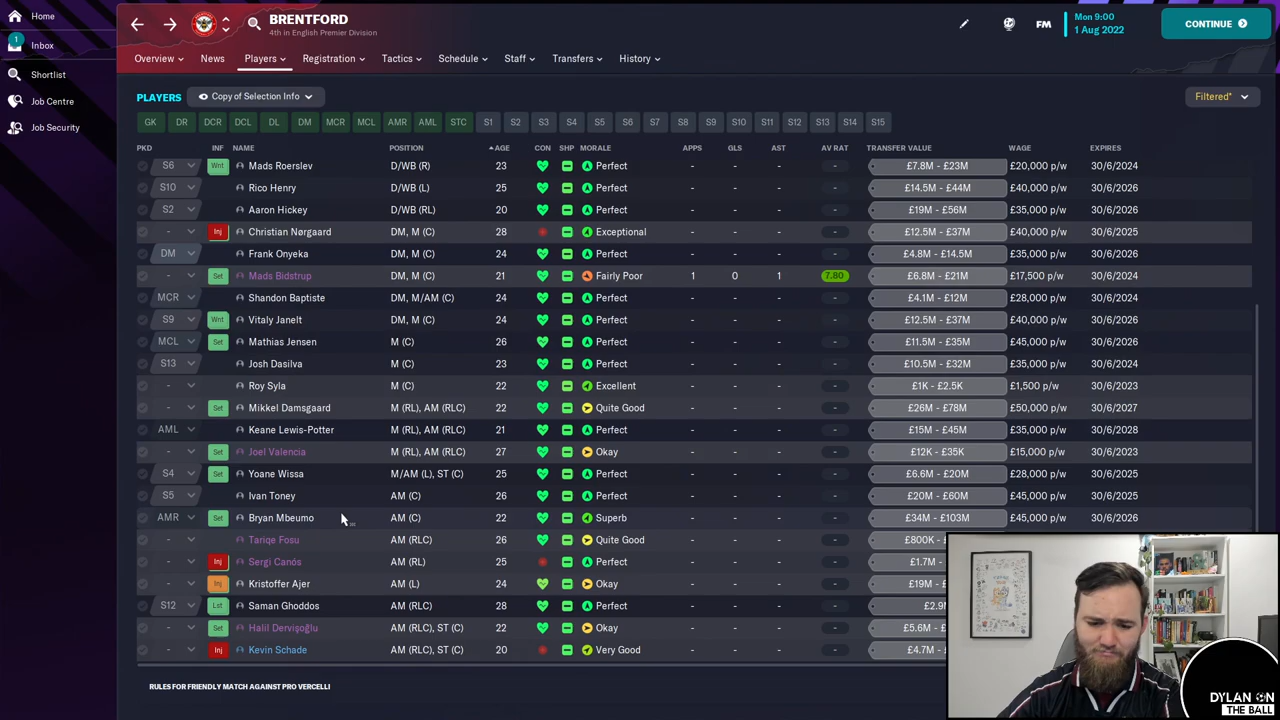 Home
1
Inbox
Shortlist
Job Centre
Job Security
BRENTFORD
4th in English Premier Division
FM
Mon 9:00
1 Aug 2022
CONTINUE
Overview News Players Registration Tactics Schedule Staff Transfers History
PLAYERS Copy of Selection Info Filtered*
GK DR DCR DCL DL DM MCR MCL AMR AML STC S1 S2 S3 S4 S5 S6 S7 S8 S9 S10 S11 S12 S13 S14 S15
PKD INF NAME POSITION AGE CON SHP MORALE APPS GLS AST AV RAT TRANSFER VALUE WAGE EXPIRES
S6 Wnt Mads Roerslev D/WB (R) 23 Perfect - - - - £7.8M - £23M £20,000 p/w 30/6/2024
S10 Rico Henry D/WB (L) 25 Perfect - - - - £14.5M - £44M £40,000 p/w 30/6/2026
S2 Aaron Hickey D/WB (RL) 20 Perfect - - - - £19M - £56M £35,000 p/w 30/6/2026
- Inj Christian Nørgaard DM, M (C) 28 Exceptional - - - - £12.5M - £37M £40,000 p/w 30/6/2025
DM Frank Onyeka DM, M (C) 24 Perfect - - - - £4.8M - £14.5M £35,000 p/w 30/6/2026
- Set Mads Bidstrup DM, M (C) 21 Fairly Poor 1 0 1 7.80 £6.8M - £21M £17,500 p/w 30/6/2024
MCR Shandon Baptiste DM, M/AM (C) 24 Perfect - - - - £4.1M - £12M £28,000 p/w 30/6/2024
S9 Wnt Vitaly Janelt DM, M (C) 24 Perfect - - - - £12.5M - £37M £40,000 p/w 30/6/2026
MCL Set Mathias Jensen M (C) 26 Perfect - - - - £11.5M - £35M £45,000 p/w 30/6/2026
S13 Josh Dasilva M (C) 23 Perfect - - - - £10.5M - £32M £35,000 p/w 30/6/2024
- Roy Syla M (C) 22 Excellent - - - - £1K - £2.5K £1,500 p/w 30/6/2023
- Set Mikkel Damsgaard M (RL), AM (RLC) 22 Quite Good - - - - £26M - £78M £50,000 p/w 30/6/2027
AML Keane Lewis-Potter M (RL), AM (RLC) 21 Perfect - - - - £15M - £45M £35,000 p/w 30/6/2028
- Set Joel Valencia M (RL), AM (RLC) 27 Okay - - - - £12K - £35K £15,000 p/w 30/6/2023
S4 Set Yoane Wissa M/AM (L), ST (C) 25 Perfect - - - - £6.6M - £20M £28,000 p/w 30/6/2025
S5 Ivan Toney AM (C) 26 Perfect - - - - £20M - £60M £45,000 p/w 30/6/2025
AMR Set Bryan Mbeumo AM (C) 22 Superb - - - - £34M - £103M £45,000 p/w 30/6/2026
- Tariqe Fosu AM (RLC) 26 Quite Good - - - - £800K -
- Inj Sergi Canós AM (RL) 25 Perfect - - - - £1.7M -
- Inj Kristoffer Ajer AM (L) 24 Okay - - - - £19M -
S12 Lst Saman Ghoddos AM (RLC) 28 Perfect - - - -
- Set Halil Dervişoğlu AM (RLC), ST (C) 22 Okay - - - - £5.6M -
- Inj Kevin Schade AM (RLC), ST (C) 20 Very Good - - - - £4.7M -
RULES FOR FRIENDLY MATCH AGAINST PRO VERCELLI
DYLAN ON
THE BALL